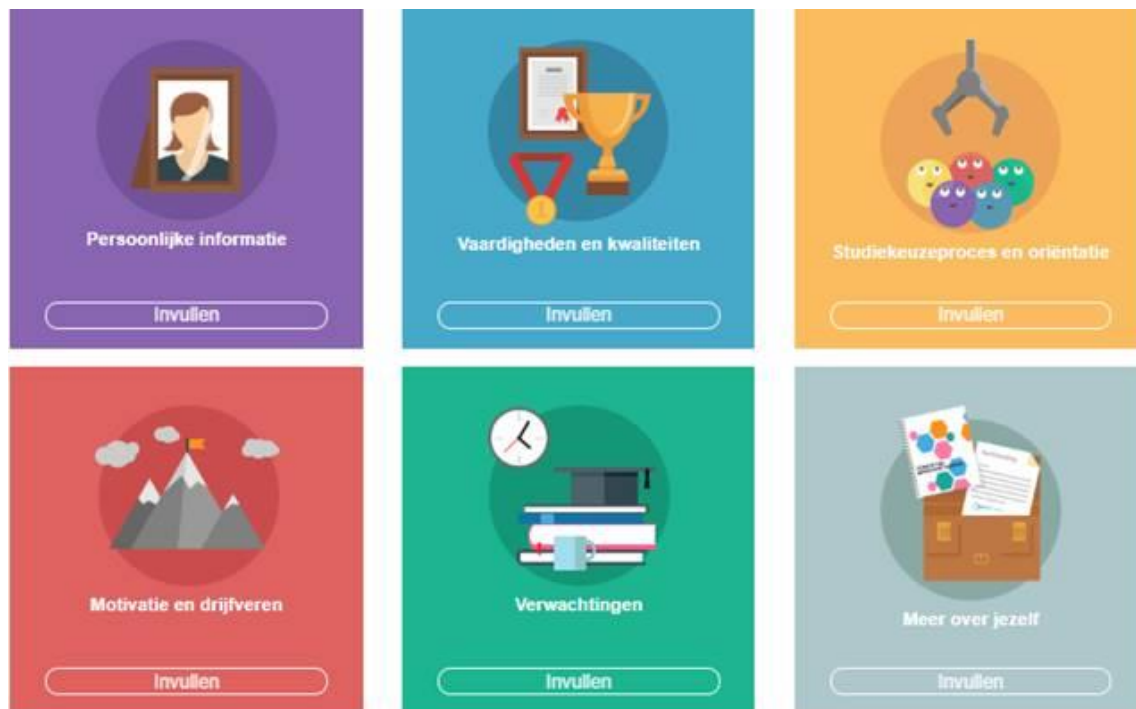 Persoonlijke informatie
Vaardigheden en kwaliteiten
Studiekeuzeproces en oriëntatie
Invullen
Invullen
Invullen
Motivatie en drijfveren
Verwachtingen
Meer over jezelf
Invullen
Invullen
Invullen